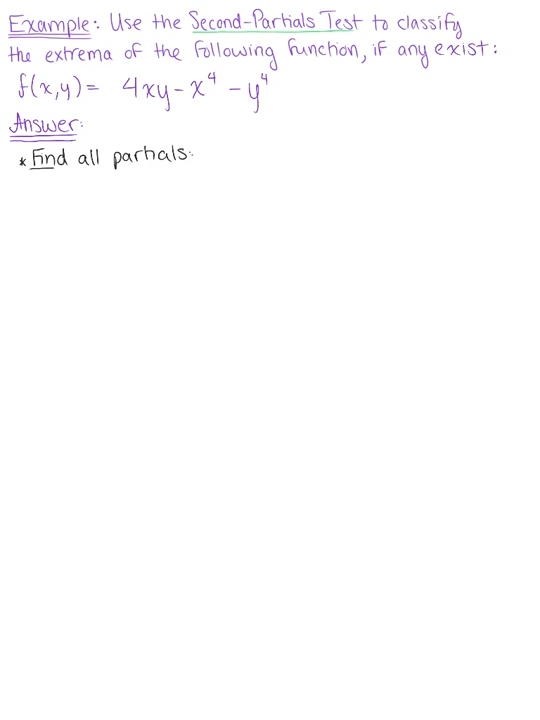 Example: Use the Second-Partials Test to classify
the extrema of the following function, if any exist:
f(x,y) = 4xy - x⁴ - y⁴
Answer:
* Find all partials: